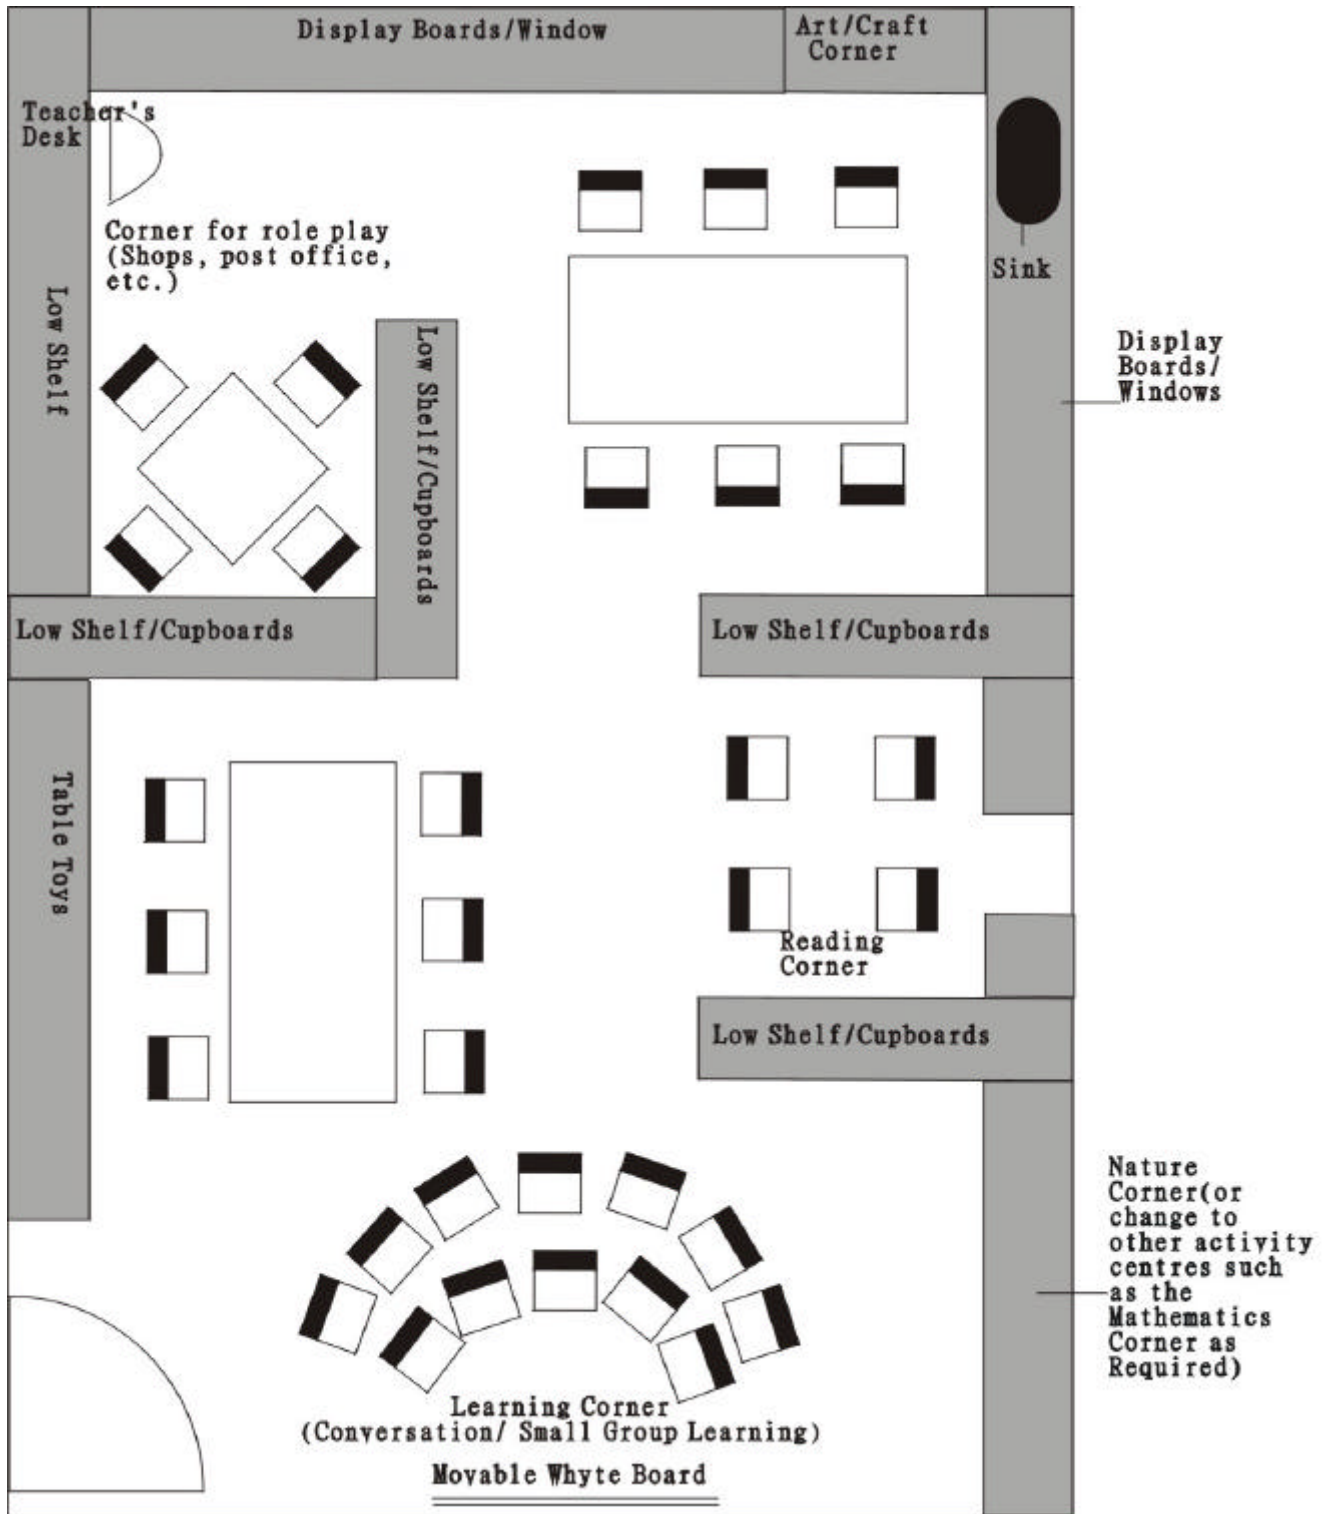 Display Boards/Window
Art/Craft
Corner
Teacher's
Desk
Corner for role play
(Shops, post office,
etc.)
Sink
Low Shelf
Low Shelf/Cupboards
Display
Boards/
Windows
Low Shelf/Cupboards
Low Shelf/Cupboards
Table Toys
Reading
Corner
Low Shelf/Cupboards
Nature
Corner(or
change to
other activity
centres such
as the
Mathematics
Corner as
Required)
Learning Corner
(Conversation/ Small Group Learning)
Movable Whyte Board